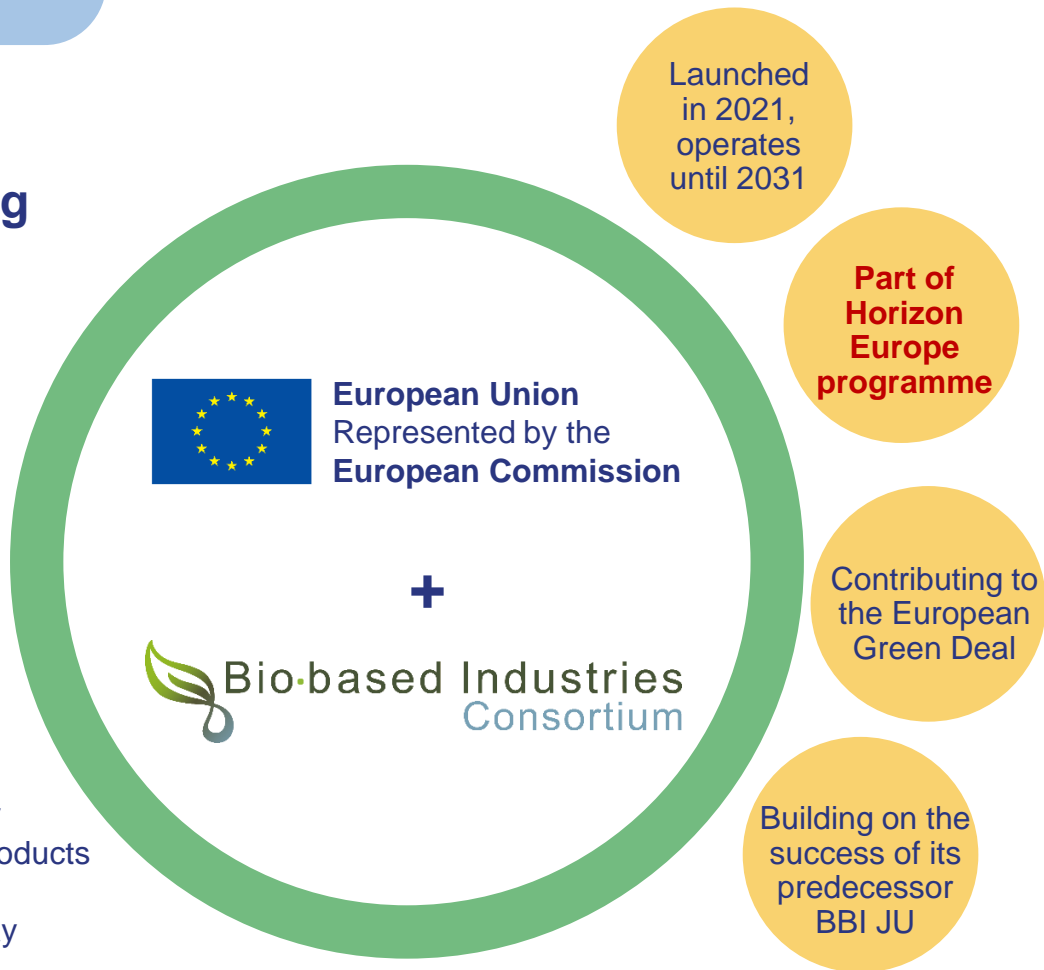 Launched
in 2021,
operates
until 2031
g
Part of
Horizon
Europe
programme
European Union
Represented by the
European Commission
+
Contributing to
the European
Green Deal
Bio-based Industries
Consortium
Building on the
success of its
predecessor
BBI JU
oducts
y